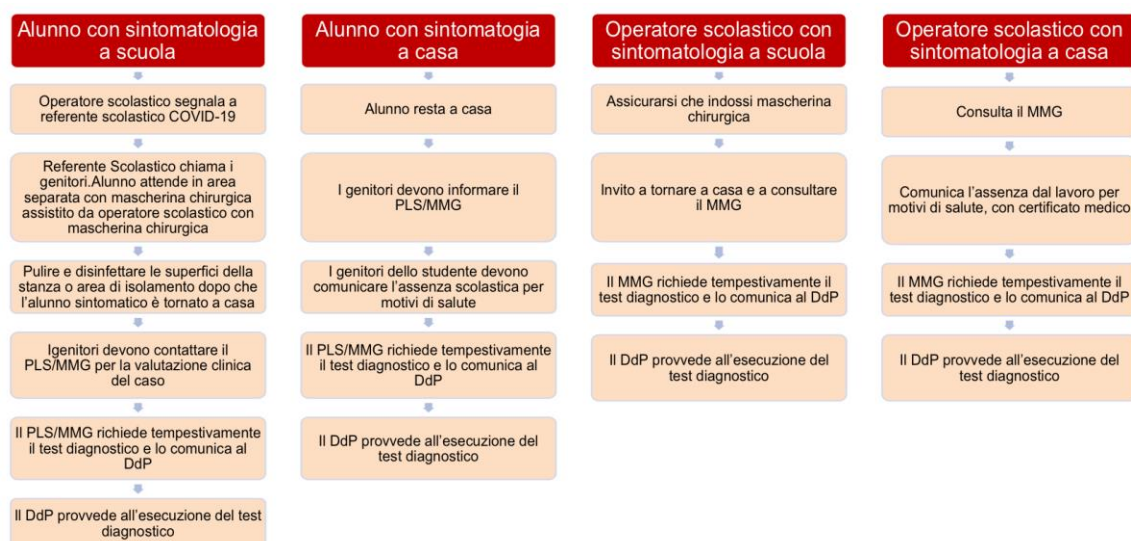 Alunno con sintomatologia
a scuola
Operatore scolastico segnala a
referente scolastico COVID-19
Referente Scolastico chiama i
genitori.Alunno attende in area
separata con mascherina chirurgica
assistito da operatore scolastico con
mascherina chirurgica
Pulire e disinfettare le superfici della
stanza o area di isolamento dopo che
l'alunno sintomatico è tornato a casa
Igenitori devono contattare il
PLS/MMG per la valutazione clinica
del caso
Il PLS/MMG richiede tempestivamente
il test diagnostico e lo comunica al
DdP
Il DdP provvede all'esecuzione del test
diagnostico
Alunno con sintomatogia
a casa
Alunno resta a casa
I genitori devono informare il
PLS/MMG
I genitori dello studente devono
comunicare l'assenza scolastica per
motivi di salute
Il PLS/MMG richiede tempestivamente
il test diagnostico e lo comunica al
DdP
Il DdP provvede all'esecuzione del
test diagnostico
Operatore scolastico con
sintomatologia a scuola
Assicurarsi che indossi mascherina
chirurgica
Invito a tornare a casa e a consultare
il MMG
Il MMG richiede tempestivamente il
test diagnostico e lo comunica al DdP
Il DdP provvede all'esecuzione del
test diagnostico
Operatore scolastico con
sintomatologia a casa
Consulta il MMG
Comunica l'assenza dal lavoro per
motivi di salute, con certificato medico
Il MMG richiede tempestivamente il
test diagnostico e lo comunica al DdP
Il DdP provvede all'esecuzione del
test diagnostico